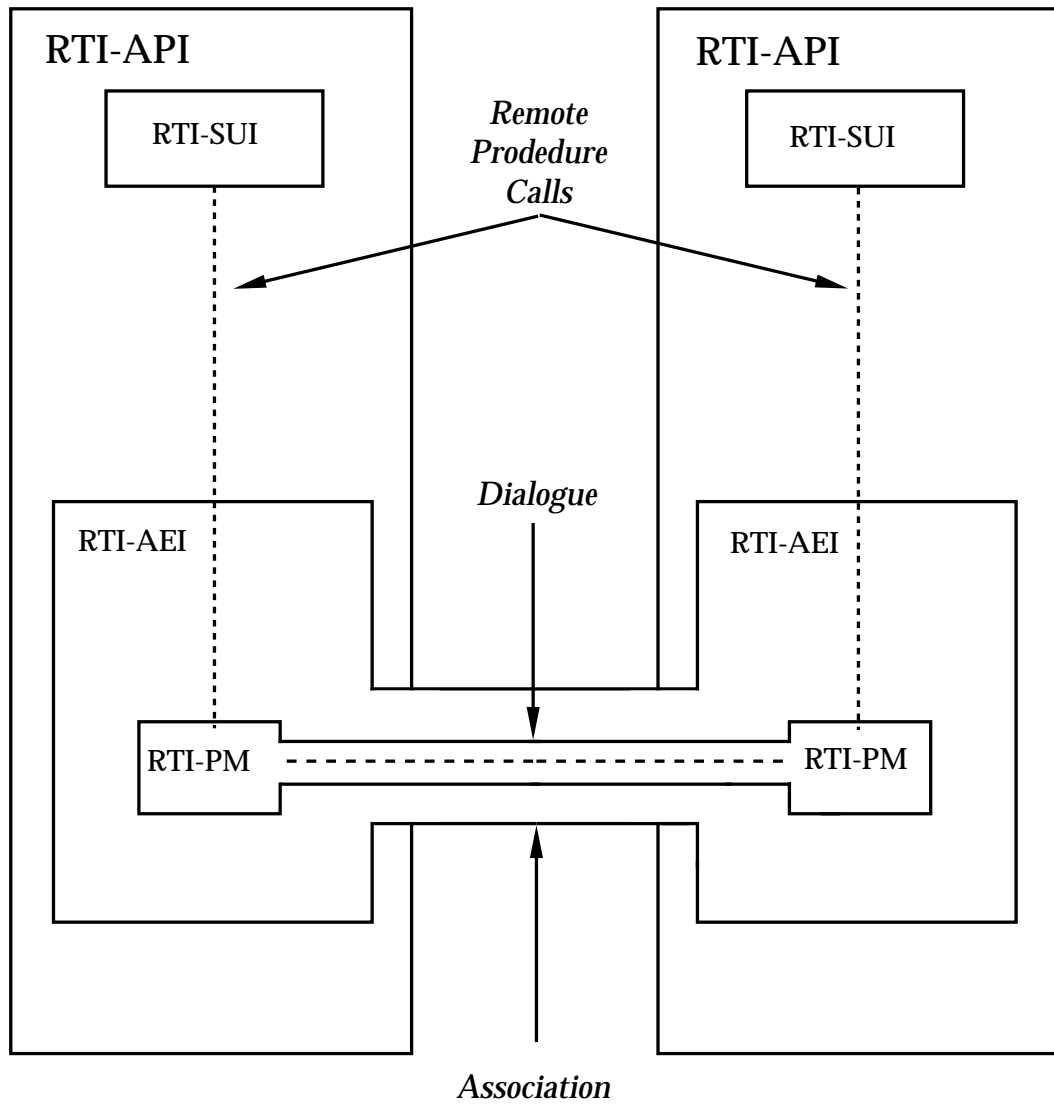 RTI-API
RTI-API
RTI-SUI
Remote
Prodedure
Calls
RTI-SUI
Dialogue
RTI-AEI
RTI-AEI
RTI-PM
RTI-PM
Association